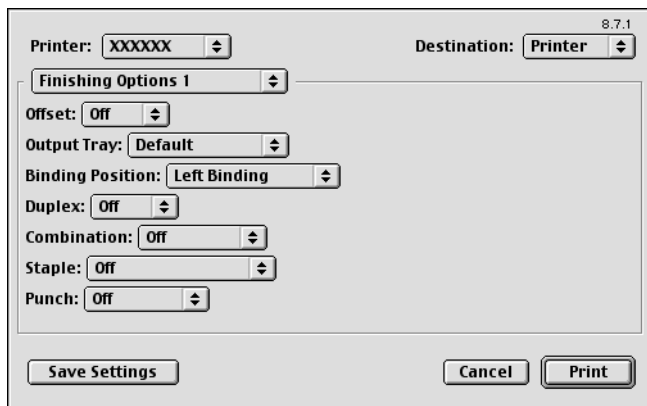 8.7.1
Printer: XXXXXX Destination: Printer
Finishing Options 1
Offset: Off
Output Tray: Default
Binding Position: Left Binding
Duplex: Off
Combination: Off
Staple: Off
Punch: Off
Save Settings Cancel Print